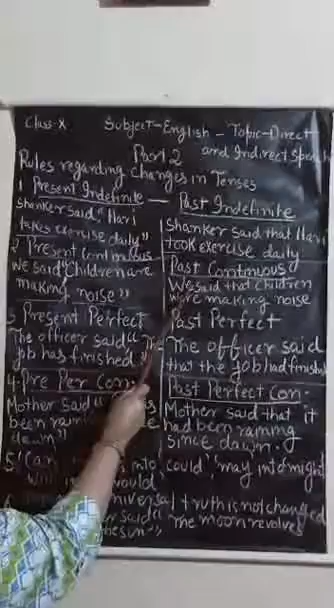 Class-X Subject-English - Topic-Direct
Part 2 and Indirect Speech
Rules regarding changes in Tenses
1 Present Indefinite — Past Indefinite
Shanker said "Hari
takes exercise daily"
Shanker said that Hari
took exercise daily
2 Present Continuous
We said "Children are
making noise"
Past Continuous
We said that children
were making noise
3 Present Perfect
The officer said "
job has finished"
Past Perfect
The officer said
that the job had finished
4. Pre Per Con.
Mother said "
been
dawn"
Past Perfect Con.
Mother said that it
had been raining
since dawn.
5. 'Can' into 'could', 'may' into might
would
universal truth is not changed
said "
the moon revolves